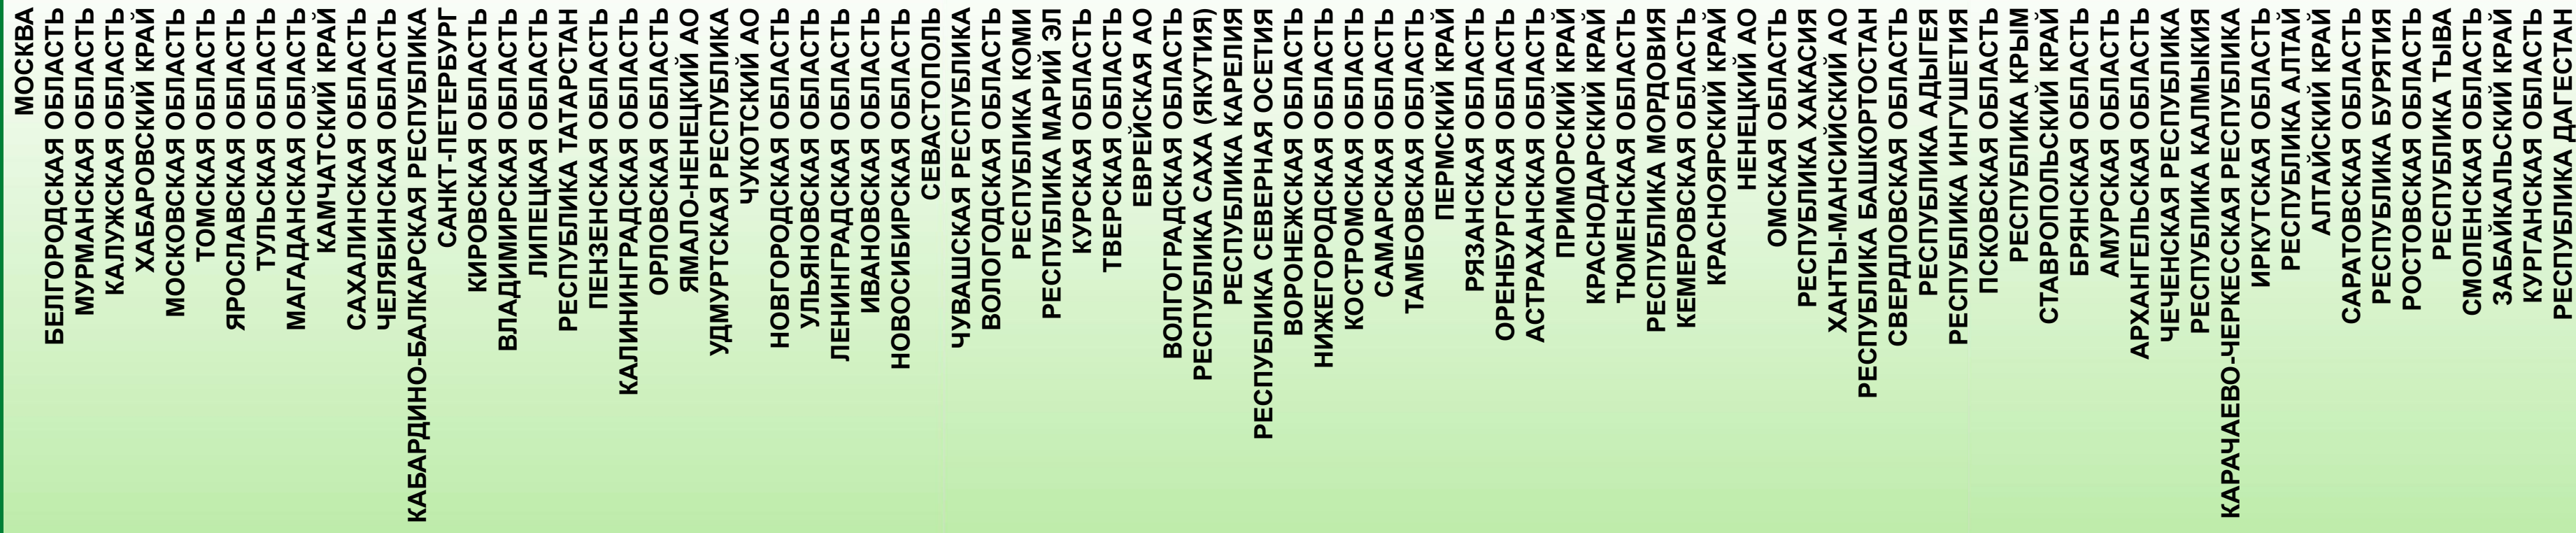 МОСКВА
БЕЛГОРОДСКАЯ ОБЛАСТЬ
МУРМАНСКАЯ ОБЛАСТЬ
КАЛУЖСКАЯ ОБЛАСТЬ
ХАБАРОВСКИЙ КРАЙ
МОСКОВСКАЯ ОБЛАСТЬ
ТОМСКАЯ ОБЛАСТЬ
ЯРОСЛАВСКАЯ ОБЛАСТЬ
ТУЛЬСКАЯ ОБЛАСТЬ
МАГАДАНСКАЯ ОБЛАСТЬ
КАМЧАТСКИЙ КРАЙ
САХАЛИНСКАЯ ОБЛАСТЬ
ЧЕЛЯБИНСКАЯ ОБЛАСТЬ
КАБАРДИНО-БАЛКАРСКАЯ РЕСПУБЛИКА
САНКТ-ПЕТЕРБУРГ
КИРОВСКАЯ ОБЛАСТЬ
ВЛАДИМИРСКАЯ ОБЛАСТЬ
ЛИПЕЦКАЯ ОБЛАСТЬ
РЕСПУБЛИКА ТАТАРСТАН
ПЕНЗЕНСКАЯ ОБЛАСТЬ
КАЛИНИНГРАДСКАЯ ОБЛАСТЬ
ОРЛОВСКАЯ ОБЛАСТЬ
ЯМАЛО-НЕНЕЦКИЙ АО
УДМУРТСКАЯ РЕСПУБЛИКА
ЧУКОТСКИЙ АО
НОВГОРОДСКАЯ ОБЛАСТЬ
УЛЬЯНОВСКАЯ ОБЛАСТЬ
ЛЕНИНГРАДСКАЯ ОБЛАСТЬ
ИВАНОВСКАЯ ОБЛАСТЬ
НОВОСИБИРСКАЯ ОБЛАСТЬ
СЕВАСТОПОЛЬ
ЧУВАШСКАЯ РЕСПУБЛИКА
ВОЛОГОДСКАЯ ОБЛАСТЬ
РЕСПУБЛИКА КОМИ
РЕСПУБЛИКА МАРИЙ ЭЛ
КУРСКАЯ ОБЛАСТЬ
ТВЕРСКАЯ ОБЛАСТЬ
ЕВРЕЙСКАЯ АО
ВОЛГОГРАДСКАЯ ОБЛАСТЬ
РЕСПУБЛИКА САХА (ЯКУТИЯ)
РЕСПУБЛИКА КАРЕЛИЯ
РЕСПУБЛИКА СЕВЕРНАЯ ОСЕТИЯ
ВОРОНЕЖСКАЯ ОБЛАСТЬ
НИЖЕГОРОДСКАЯ ОБЛАСТЬ
КОСТРОМСКАЯ ОБЛАСТЬ
САМАРСКАЯ ОБЛАСТЬ
ТАМБОВСКАЯ ОБЛАСТЬ
ПЕРМСКИЙ КРАЙ
РЯЗАНСКАЯ ОБЛАСТЬ
ОРЕНБУРГСКАЯ ОБЛАСТЬ
АСТРАХАНСКАЯ ОБЛАСТЬ
ПРИМОРСКИЙ КРАЙ
КРАСНОДАРСКИЙ КРАЙ
ТЮМЕНСКАЯ ОБЛАСТЬ
РЕСПУБЛИКА МОРДОВИЯ
КЕМЕРОВСКАЯ ОБЛАСТЬ
КРАСНОЯРСКИЙ КРАЙ
НЕНЕЦКИЙ АО
ОМСКАЯ ОБЛАСТЬ
РЕСПУБЛИКА ХАКАСИЯ
ХАНТЫ-МАНСИЙСКИЙ АО
РЕСПУБЛИКА БАШКОРТОСТАН
СВЕРДЛОВСКАЯ ОБЛАСТЬ
РЕСПУБЛИКА АДЫГЕЯ
РЕСПУБЛИКА ИНГУШЕТИЯ
ПСКОВСКАЯ ОБЛАСТЬ
РЕСПУБЛИКА КРЫМ
СТАВРОПОЛЬСКИЙ КРАЙ
БРЯНСКАЯ ОБЛАСТЬ
АМУРСКАЯ ОБЛАСТЬ
АРХАНГЕЛЬСКАЯ ОБЛАСТЬ
ЧЕЧЕНСКАЯ РЕСПУБЛИКА
РЕСПУБЛИКА КАЛМЫКИЯ
КАРАЧАЕВО-ЧЕРКЕССКАЯ РЕСПУБЛИКА
ИРКУТСКАЯ ОБЛАСТЬ
РЕСПУБЛИКА АЛТАЙ
АЛТАЙСКИЙ КРАЙ
САРАТОВСКАЯ ОБЛАСТЬ
РЕСПУБЛИКА БУРЯТИЯ
РОСТОВСКАЯ ОБЛАСТЬ
РЕСПУБЛИКА ТЫВА
СМОЛЕНСКАЯ ОБЛАСТЬ
ЗАБАЙКАЛЬСКИЙ КРАЙ
КУРГАНСКАЯ ОБЛАСТЬ
РЕСПУБЛИКА ДАГЕСТАН